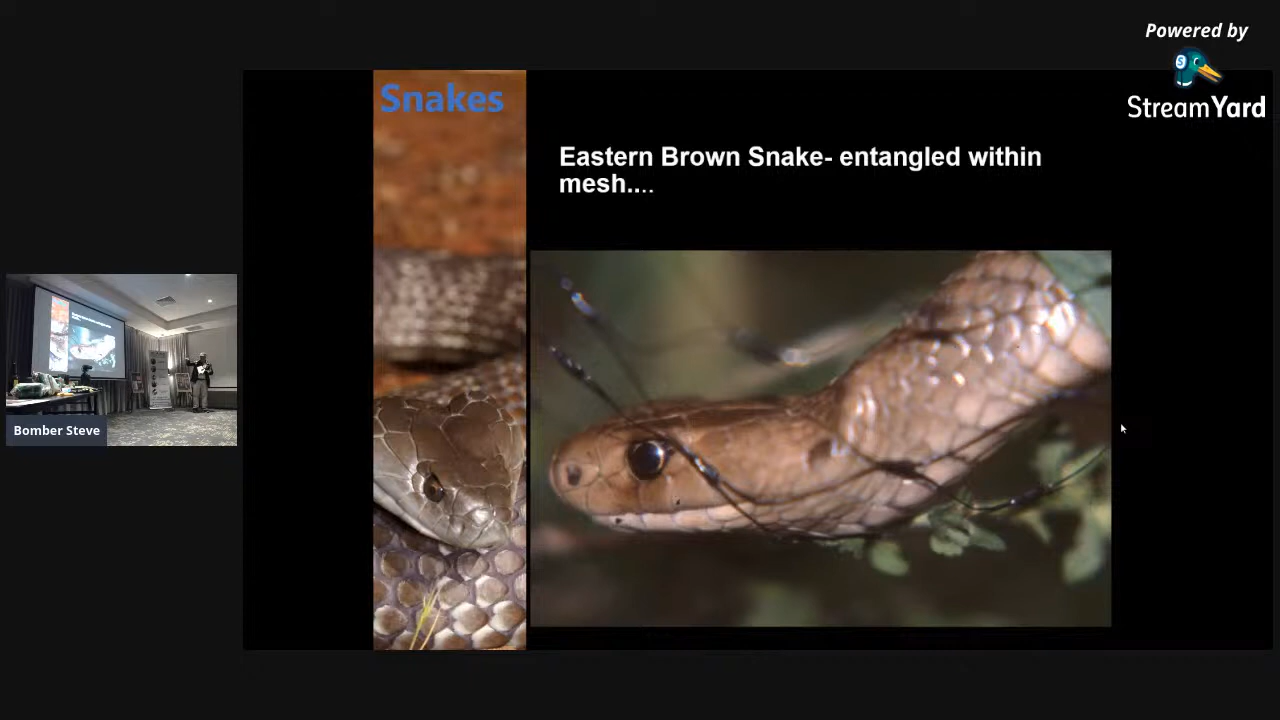 Powered by
StreamYard
Snakes
Eastern Brown Snake- entangled within
mesh.....
Bomber Steve